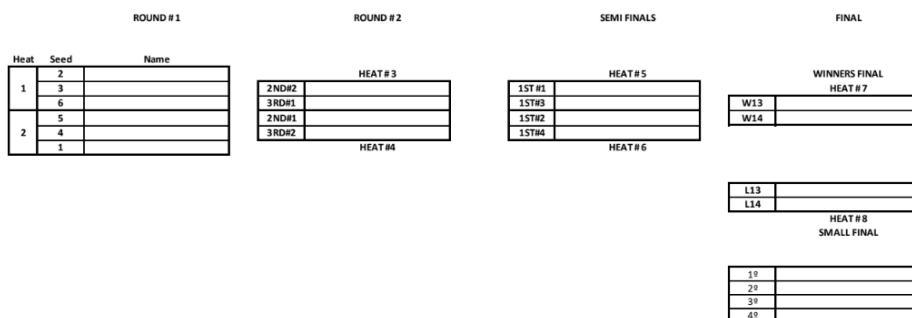 ROUND # 1 ROUND # 2 SEMI FINALS FINAL
Heat Seed Name
1
2
3
6
2
5
4
1
HEAT # 3
2ND#2
3RD#1
2ND#1
3RD#2
HEAT #4
HEAT # 5
1ST #1
1ST#3
1ST#2
1ST#4
HEAT # 6
WINNERS FINAL
HEAT # 7
W13
W14
L13
L14
HEAT # 8
SMALL FINAL
1º
2º
3º
4º